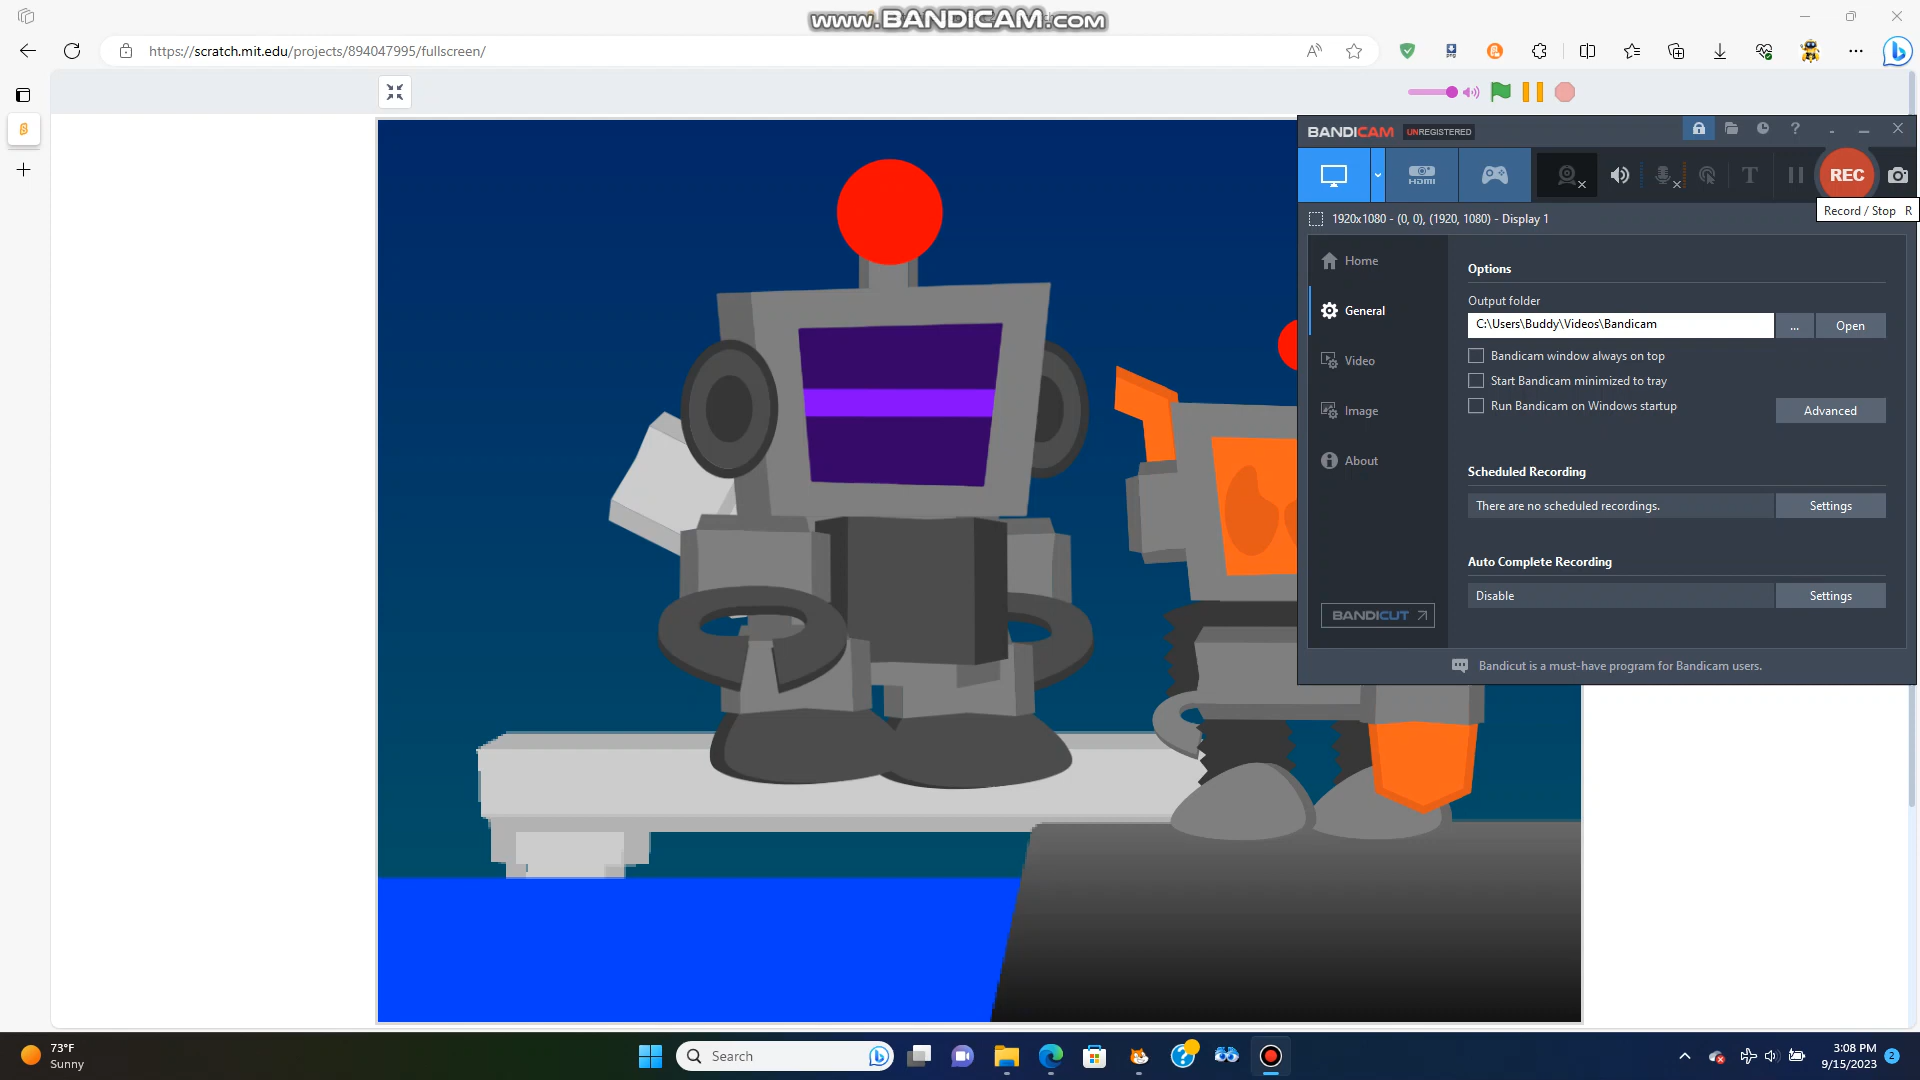 www.BANDICAM.com
https://scratch.mit.edu/projects/894047995/fullscreen/
BANDICAM UNREGISTERED
HDMI
REC
Record / Stop R
1920x1080 - (0, 0), (1920, 1080) - Display 1
Home
General
Video
Image
About
BANDICUT
Options
Output folder
C:\Users\Buddy\Videos\Bandicam
...
Open
Bandicam window always on top
Start Bandicam minimized to tray
Run Bandicam on Windows startup
Advanced
Scheduled Recording
There are no scheduled recordings.
Settings
Auto Complete Recording
Disable
Settings
Bandicut is a must-have program for Bandicam users.
73°F
Sunny
Search
3:08 PM
9/15/2023
2